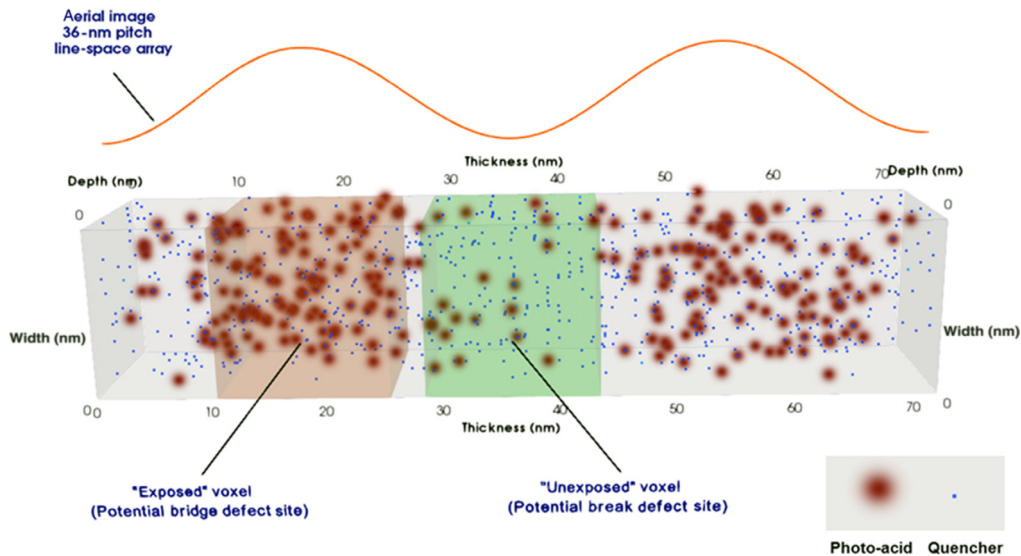 Aerial image
36-nm pitch
line-space array
Thickness (nm)
Depth (nm)
0
10
20
30
40
50
60
70
Depth (nm)
0
0
Width (nm)
Width (nm)
0
0
10
20
30
40
50
60
70
0
Thickness (nm)
"Exposed" voxel
(Potential bridge defect site)
"Unexposed" voxel
(Potential break defect site)
Photo-acid
Quencher